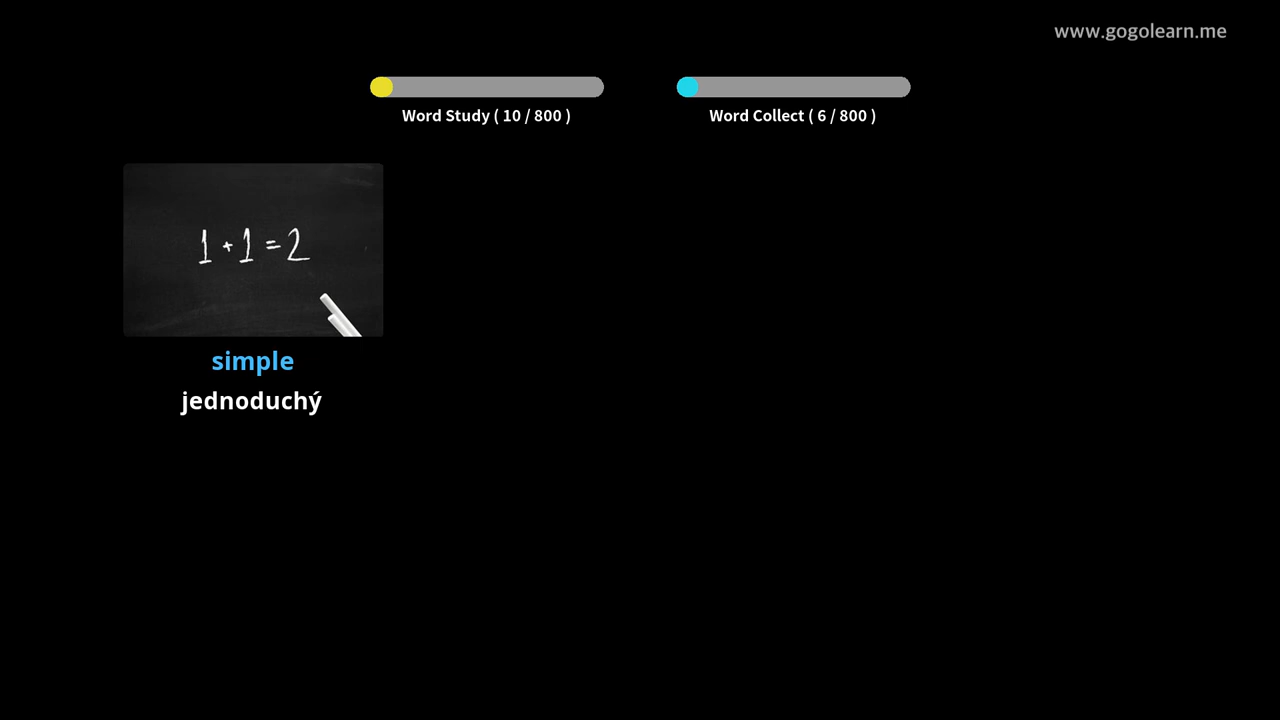 www.gogolearn.me
Word Study ( 10 / 800 )
Word Collect ( 6 / 800 )
1 + 1 = 2
simple
jednoduchý